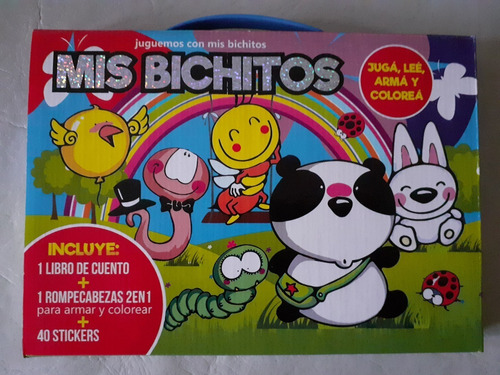 juguemos con mis bichitos
MIS BICHITOS
JUGÁ, LEÉ,
ARMÁ Y
COLOREÁ
INCLUYE:
1 LIBRO DE CUENTO
+
1 ROMPECABEZAS 2EN1
para armar y colorear
+
40 STICKERS